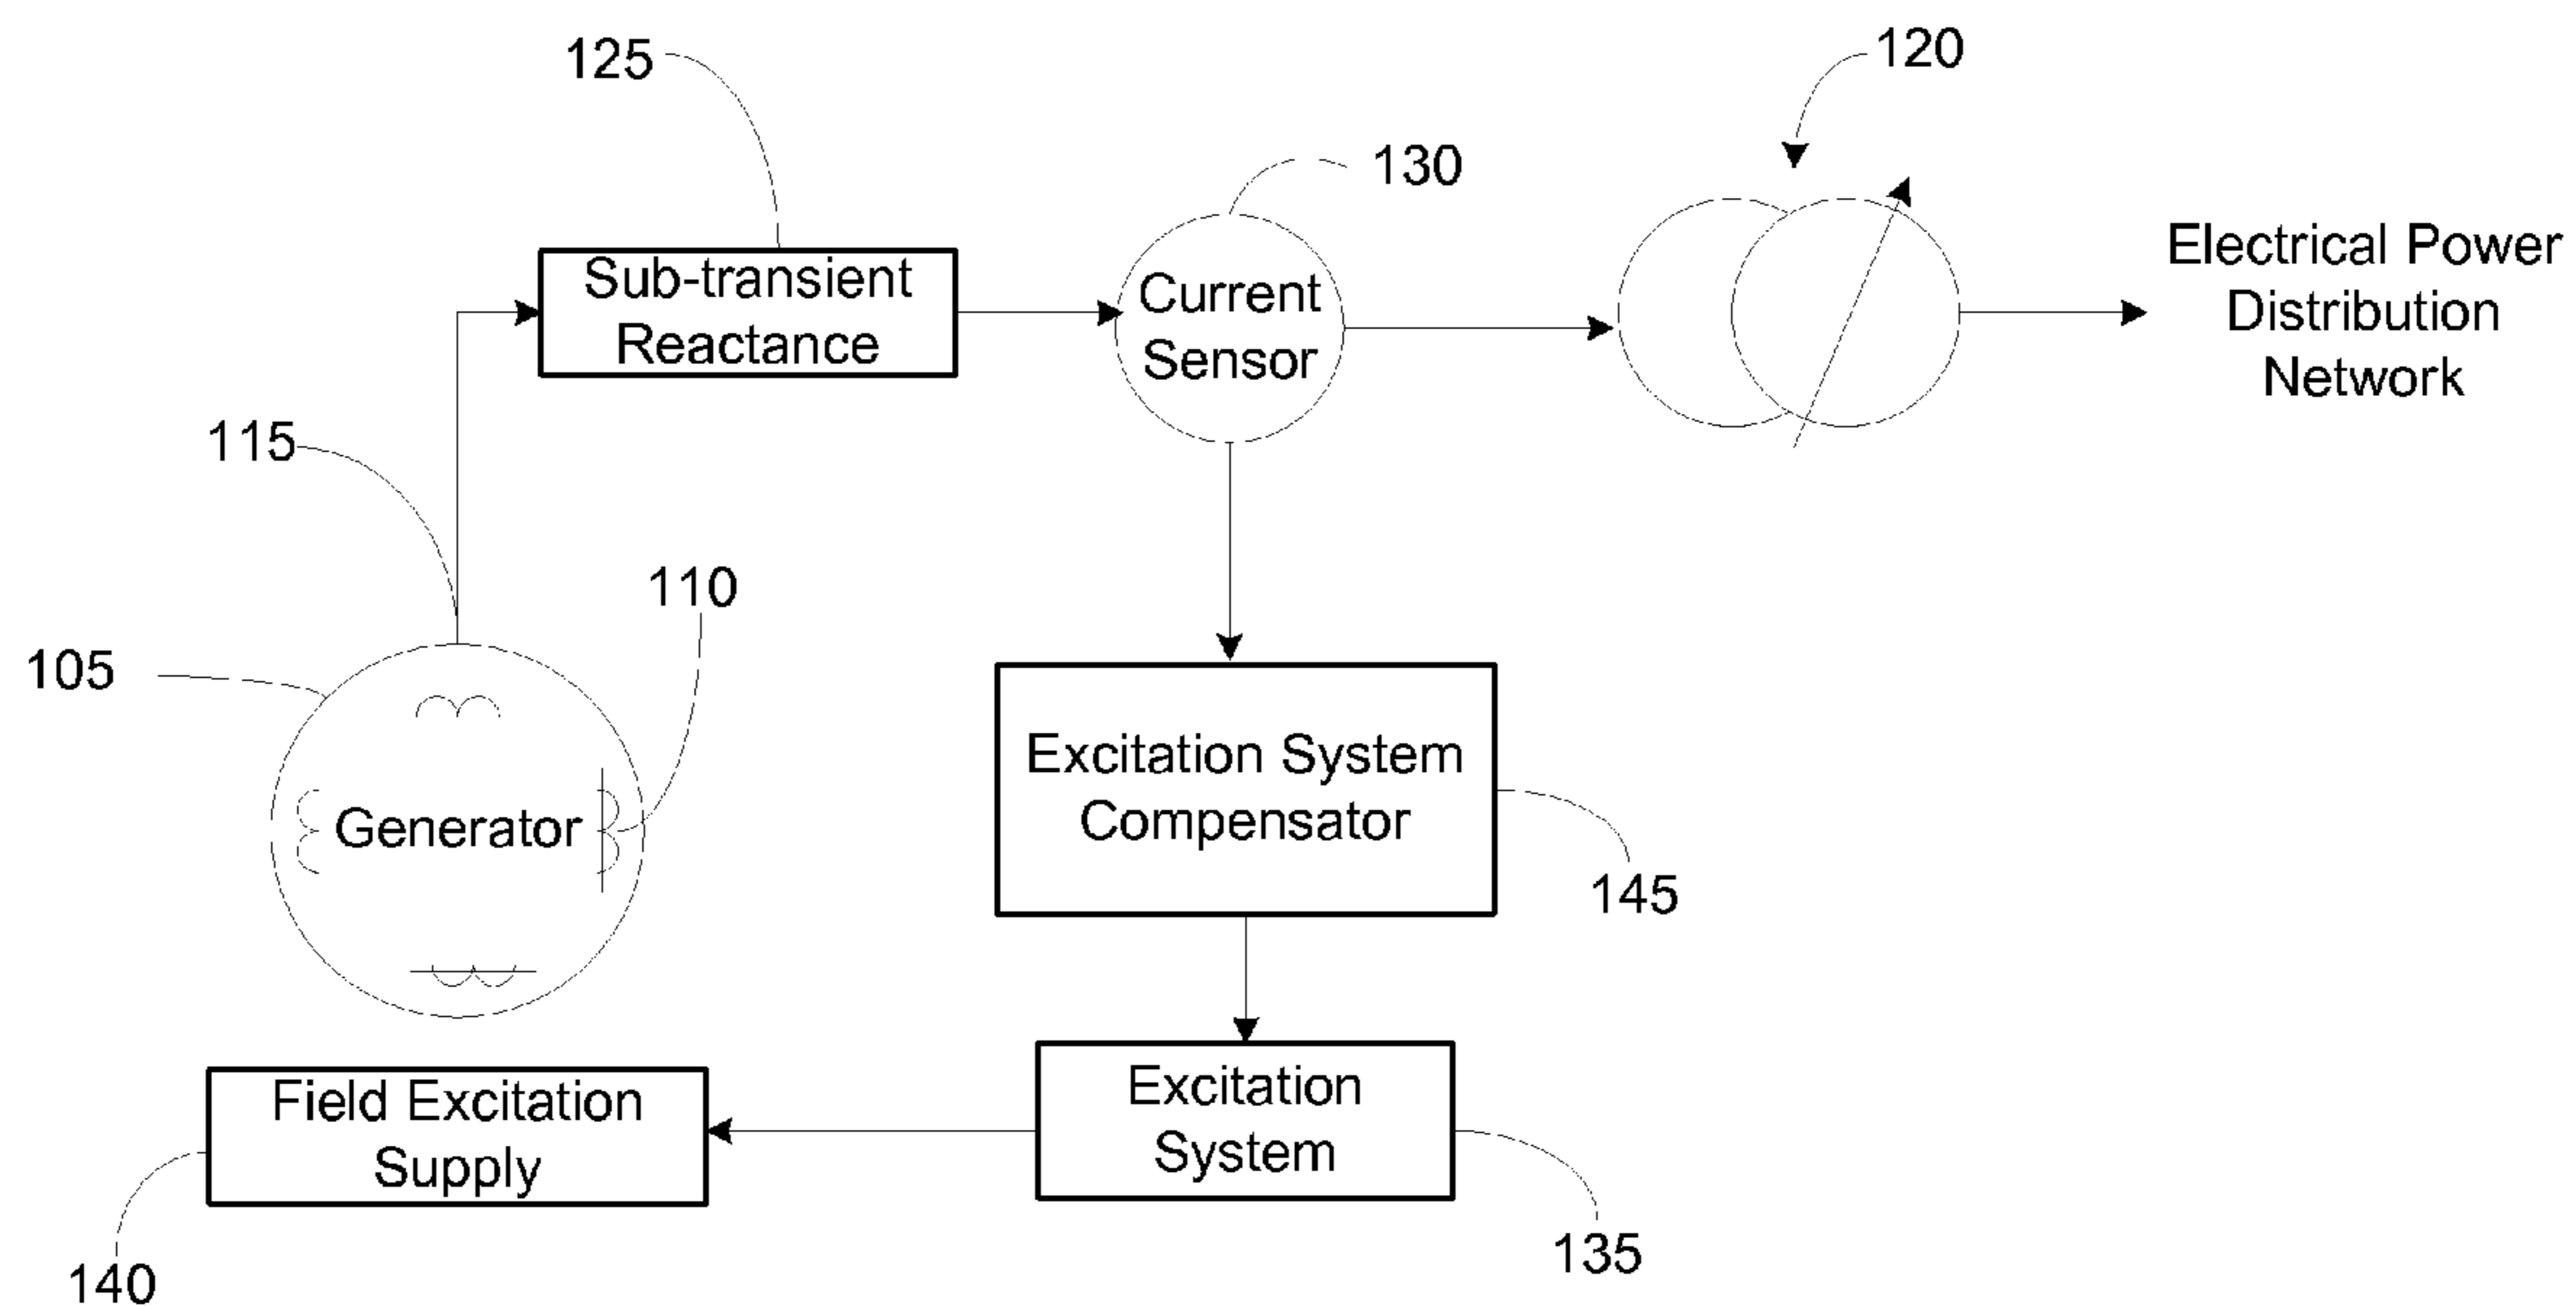 125
120
130
Sub-transient
Reactance
Current
Sensor
Electrical Power
Distribution
Network
115
110
105
Generator
Excitation System
Compensator
145
Excitation
System
Field Excitation
Supply
135
140